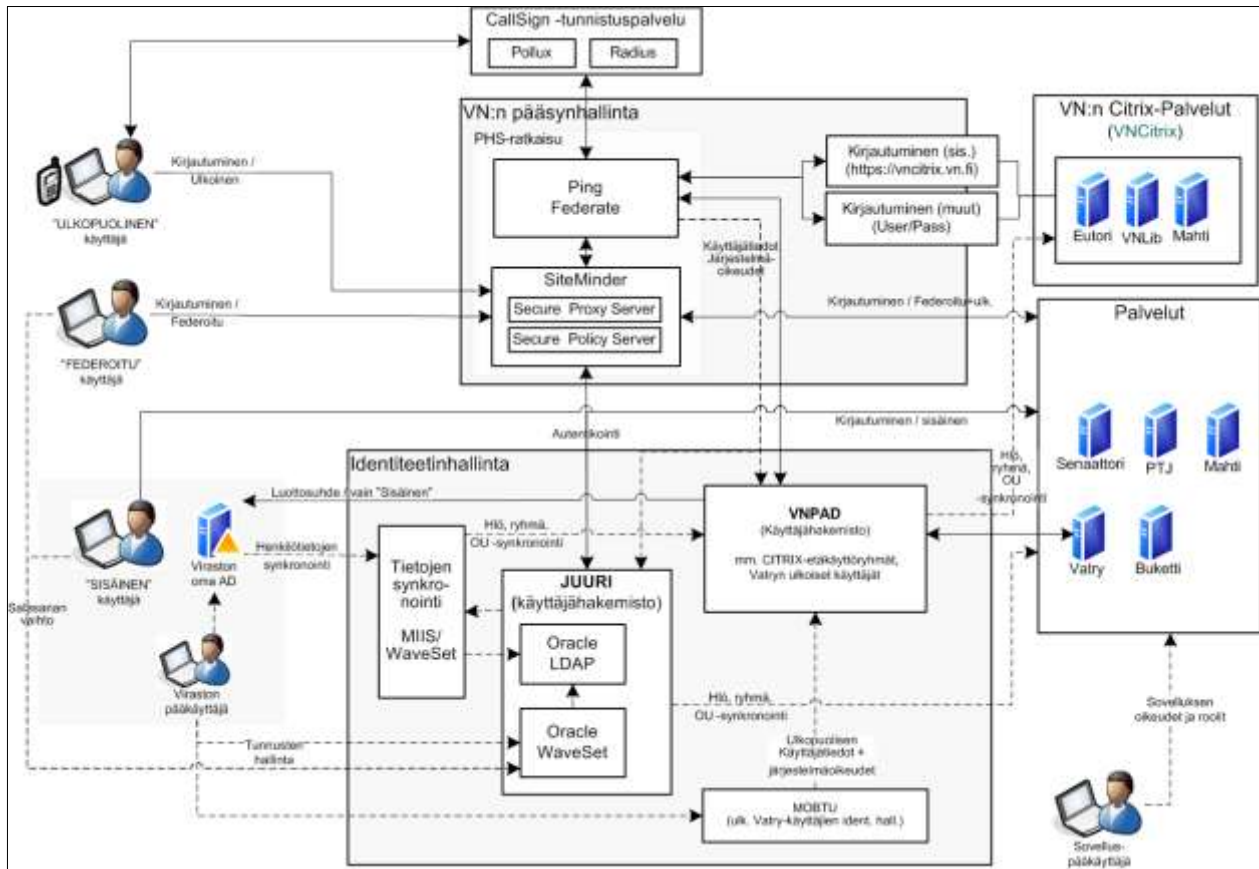 CallSign -tunnistuspalvelu
Pollux
Radius
VN:n pääsynhallinta
PHS-ratkaisu
Ping
Federate
SiteMinder
Secure Proxy Server
Secure Policy Server
Kirjautuminen (sis.)
(https://vncitrix.vn.fi)
Kirjautuminen (muut)
(User/Pass)
VN:n Citrix-Palvelut
(VNCitrix)
Eutori
VNLib
Mahti
Kirjautuminen /
Ulkoinen
"ULKOPUOLINEN"
käyttäjä
Kirjautuminen /
Federoitu
"FEDEROITU"
käyttäjä
Käyttäjätiedot
Järjestelmä-
oikeudet
Kirjautuminen / Federoitu+ulk.
Palvelut
Senaattori
PTJ
Mahti
Vatry
Buketti
Kirjautuminen / sisäinen
Autentikointi
Identiteetinhallinta
Luottosuhde / vain "Sisäinen"
Hlö, ryhmä,
OU -synkronointi
Hlö,
ryhmä,
OU
-synkronointi
VNPAD
(Käyttäjähakemisto)
mm. CITRIX-etäkäyttöryhmät,
Vatryn ulkoiset käyttäjät
Henkilötietojen
synkronointi
Viraston
oma AD
"SISÄINEN"
käyttäjä
Salasanan
vaihto
Viraston
pääkäyttäjä
Tietojen
synkro-
nointi
MIIS/
WaveSet
JUURI
(käyttäjähakemisto)
Oracle
LDAP
Oracle
WaveSet
Hlö, ryhmä,
OU -synkronointi
Tunnusten
hallinta
Ulkopuolisen
Käyttäjätiedot +
järjestelmäoikeudet
MOBTU
(ulk. Vatry-käyttäjien ident. hall.)
Sovelluksen
oikeudet ja roolit
Sovellus-
pääkäyttäjä